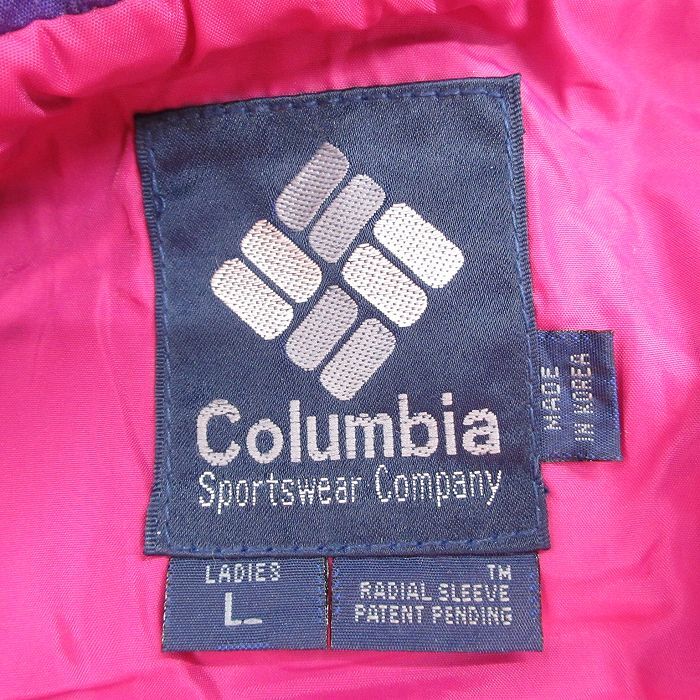 Columbia
Sportswear Company
MADE
IN KOREA
LADIES
L
TM
RADIAL SLEEVE
PATENT PENDING